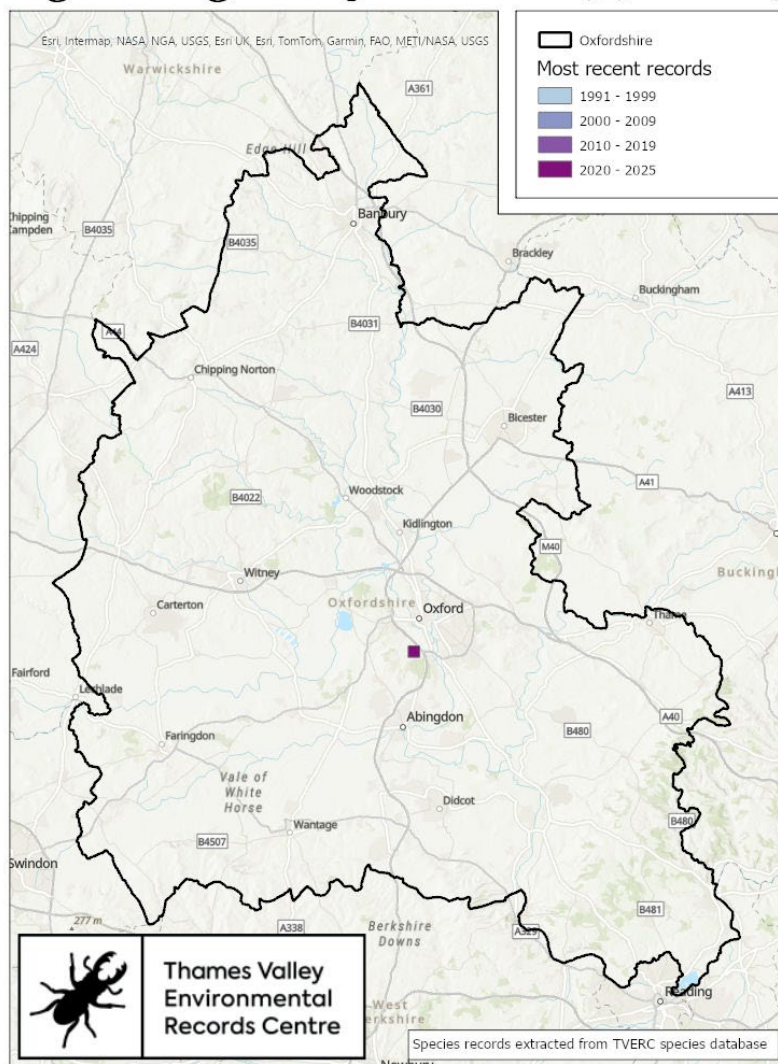 Esri, Intermap, NASA, NGA, USGS, Esri UK, Esri, TomTom, Garmin, FAO, METI/NASA, USGS
Oxfordshire
Most recent records
1991 - 1999
2000 - 2009
2010 - 2019
2020 - 2025
Warwickshire
A361
Edge Hill
Chipping
Campden
B4035
Banbury
B4035
Brackley
Buckingham
A44
B4031
A424
Chipping Norton
A413
B4030
Bicester
A41
B4022
Woodstock
Kidlington
M40
Witney
Oxfordshire
Carterton
Oxford
Thame
Fairford
Lechlade
A40
Abingdon
B480
Faringdon
Vale of
White
Horse
Didcot
B480
Wantage
B4507
Swindon
B481
277 m
A338
Berkshire
Downs
A329
Reading
West
Thames Valley
Environmental
Records Centre
Species records extracted from TVERC species database